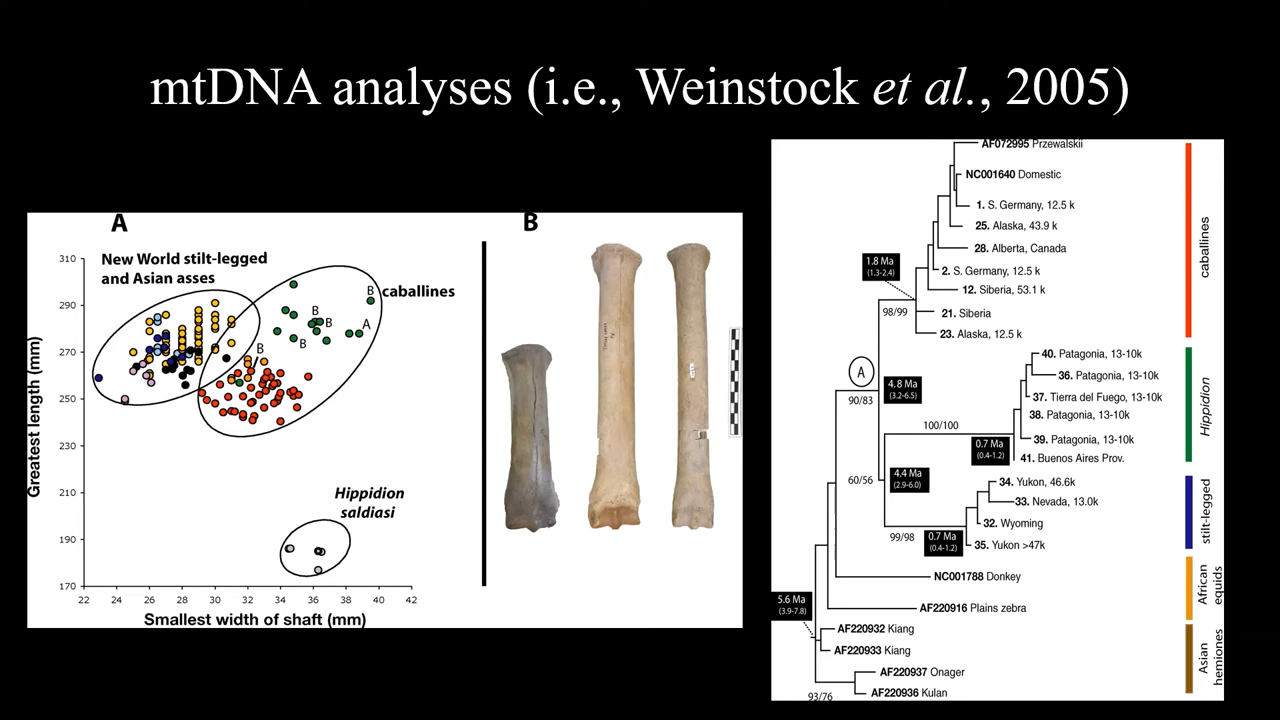 mtDNA analyses (i.e., Weinstock et al., 2005)
A
New World stilt-legged
and Asian asses
caballines
B
A
B
B
B
B
Hippidion
saldiasi
Greatest length (mm)
310
290
270
250
230
210
190
170
22 24 26 28 30 32 34 36 38 40 42
Smallest width of shaft (mm)
B
AF072995 Przewalskii
NC001640 Domestic
1. S. Germany, 12.5 k
25. Alaska, 43.9 k
28. Alberta, Canada
2. S. Germany, 12.5 k
12. Siberia, 53.1 k
21. Siberia
23. Alaska, 12.5 k
40. Patagonia, 13-10k
36. Patagonia, 13-10k
37. Tierra del Fuego, 13-10k
38. Patagonia, 13-10k
39. Patagonia, 13-10k
41. Buenos Aires Prov.
34. Yukon, 46.6k
33. Nevada, 13.0k
32. Wyoming
35. Yukon >47k
NC001788 Donkey
AF220916 Plains zebra
AF220932 Kiang
AF220933 Kiang
AF220937 Onager
AF220936 Kulan
1.8 Ma
(1.3-2.4)
98/99
A
90/83
4.8 Ma
(3.2-6.5)
100/100
0.7 Ma
(0.4-1.2)
60/56
4.4 Ma
(2.9-6.0)
99/98
0.7 Ma
(0.4-1.2)
5.6 Ma
(3.9-7.8)
93/76
caballines
Hippidion
stilt-legged
African
equids
Asian
hemiones